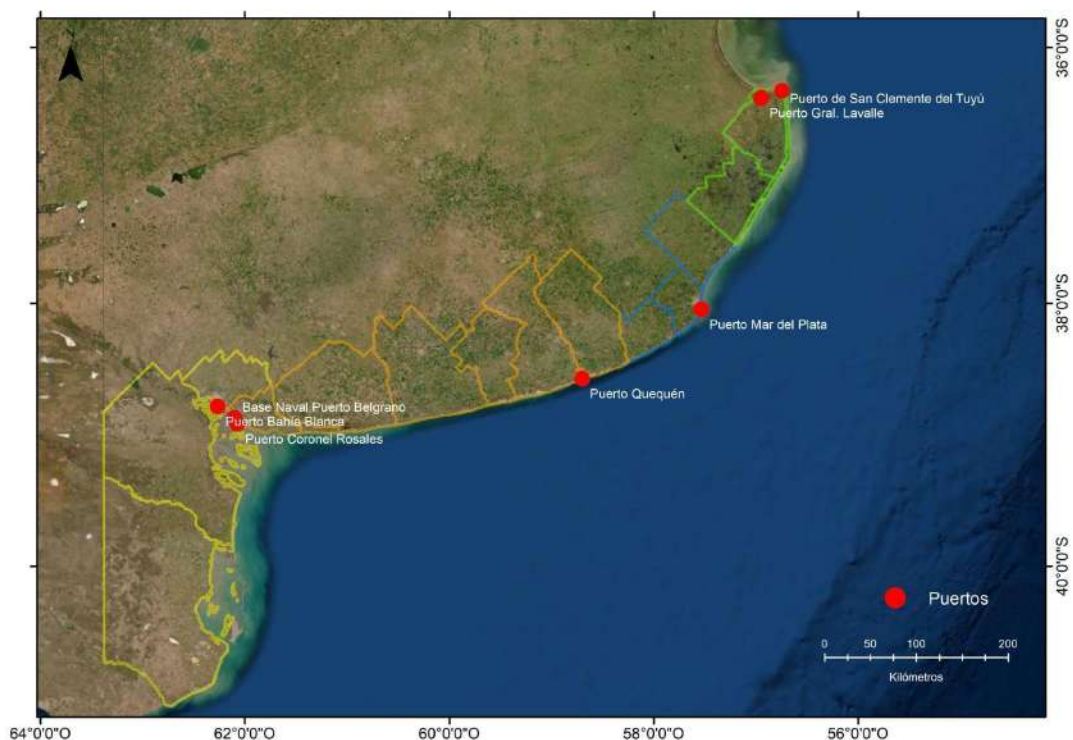 36°0'0"S
Puerto de San Clemente del Tuyú
Puerto Gral. Lavalle
38°0'0"S
Puerto Mar del Plata
Puerto Quequén
Base Naval Puerto Belgrano
Puerto Bahía Blanca
Puerto Coronel Rosales
40°0'0"S
Puertos
0 50 100 200
Kilómetros
64°0'0"O 62°0'0"O 60°0'0"O 58°0'0"O 56°0'0"O